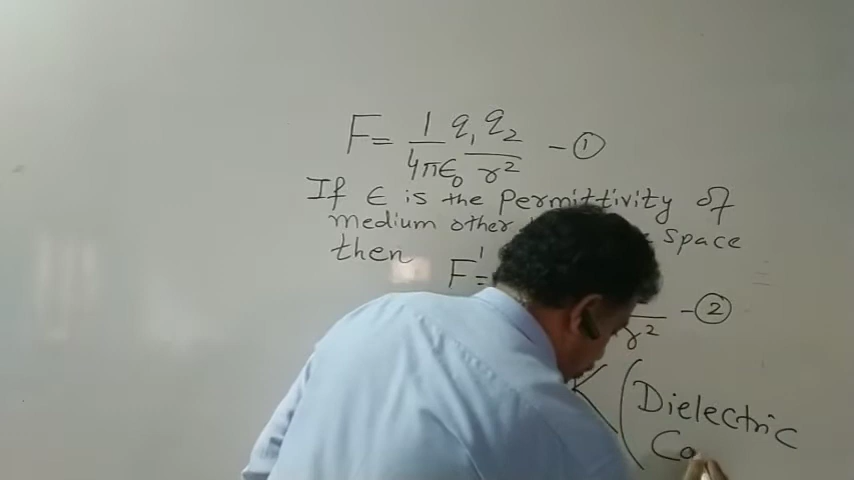 F = 1/4πϵ₀ q₁q₂/r² - ①
If ϵ is the permittivity of
medium other space
then F' =
r² - ②
K (Dielectric
Co